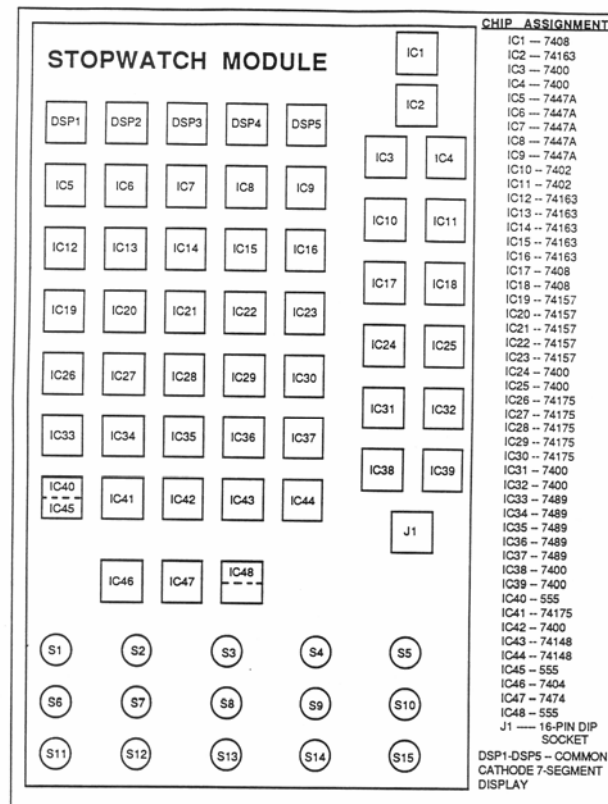 STOPWATCH MODULE
IC1
IC2
DSP1 DSP2 DSP3 DSP4 DSP5
IC3 IC4
IC5 IC6 IC7 IC8 IC9
IC10 IC11
IC12 IC13 IC14 IC15 IC16
IC17 IC18
IC19 IC20 IC21 IC22 IC23
IC24 IC25
IC26 IC27 IC28 IC29 IC30
IC31 IC32
IC33 IC34 IC35 IC36 IC37
IC38 IC39
IC40
IC45
IC41 IC42 IC43 IC44
J1
IC46 IC47 IC48
S1 S2 S3 S4 S5
S6 S7 S8 S9 S10
S11 S12 S13 S14 S15
CHIP ASSIGNMENT
IC1 --- 7408
IC2 --- 74163
IC3 --- 7400
IC4 --- 7400
IC5 --- 7447A
IC6 --- 7447A
IC7 --- 7447A
IC8 --- 7447A
IC9 --- 7447A
IC10 -- 7402
IC11 -- 7402
IC12 -- 74163
IC13 -- 74163
IC14 -- 74163
IC15 -- 74163
IC16 -- 74163
IC17 -- 7408
IC18 -- 7408
IC19 -- 74157
IC20 -- 74157
IC21 -- 74157
IC22 -- 74157
IC23 -- 74157
IC24 -- 7400
IC25 -- 7400
IC26 -- 74175
IC27 -- 74175
IC28 -- 74175
IC29 -- 74175
IC30 -- 74175
IC31 -- 7400
IC32 -- 7400
IC33 -- 7489
IC34 -- 7489
IC35 -- 7489
IC36 -- 7489
IC37 -- 7489
IC38 -- 7400
IC39 -- 7400
IC40 -- 555
IC41 -- 74175
IC42 -- 7400
IC43 -- 74148
IC44 -- 74148
IC45 -- 555
IC46 -- 7404
IC47 -- 7474
IC48 -- 555
J1 ---- 16-PIN DIP
SOCKET
DSP1-DSP5 -- COMMON
CATHODE 7-SEGMENT
DISPLAY